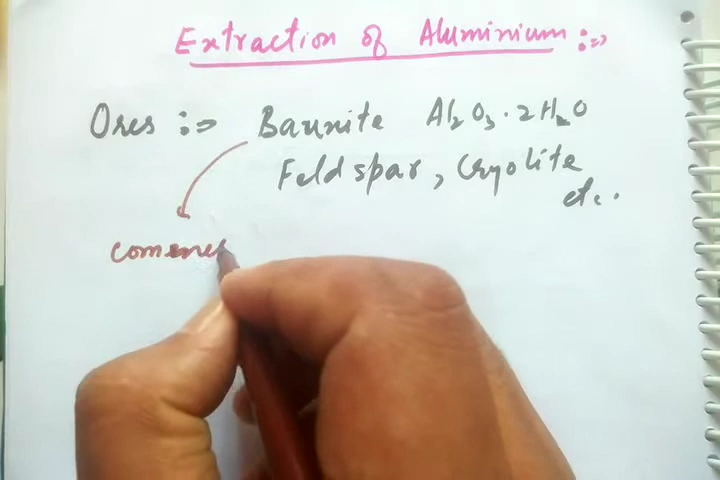 Extraction of Aluminium :->
Ores :-> Bauxite Al2O3.2H2O
Feldspar, Cryolite
etc.